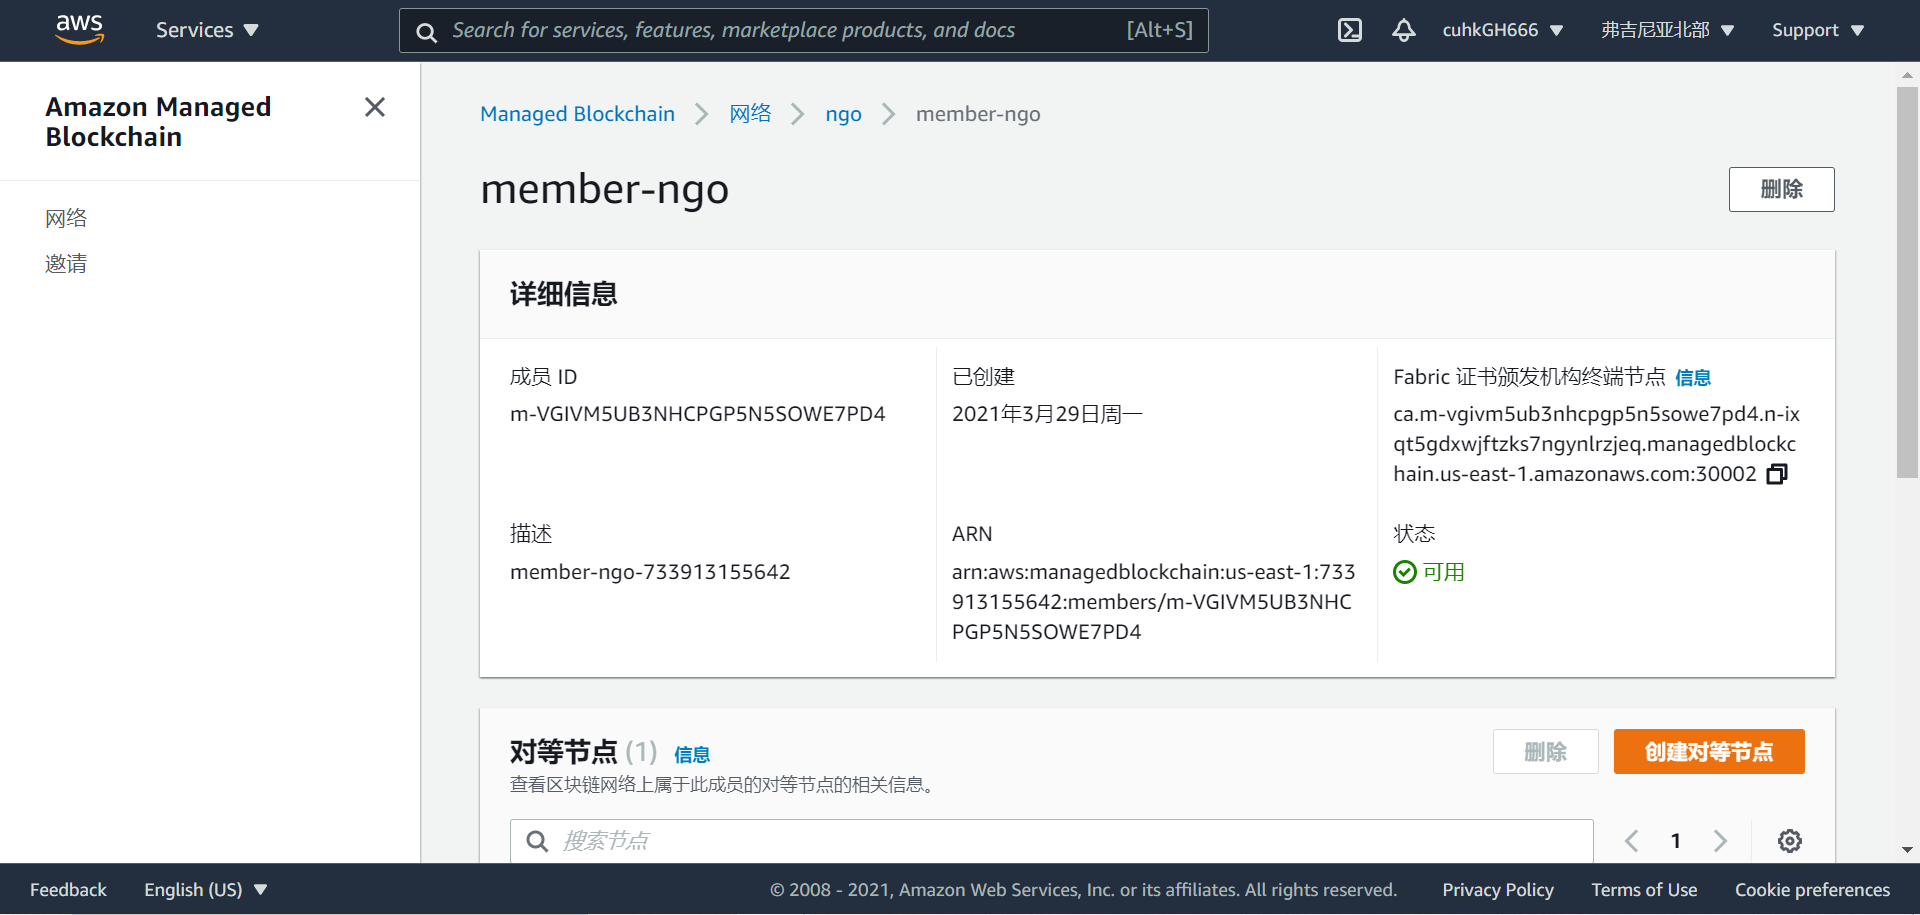 aws
Services
Search for services, features, marketplace products, and docs
[Alt+S]
cuhkGH666
弗吉尼亚北部
Support
Amazon Managed
Blockchain
网络
邀请
Managed Blockchain
网络
ngo
member-ngo
member-ngo
删除
详细信息
成员 ID
m-VGIVM5UB3NHCPGP5N5SOWE7PD4
已创建
2021年3月29日周一
Fabric 证书颁发机构终端节点 信息
ca.m-vgivm5ub3nhcpgp5n5sowe7pd4.n-ix
qt5gdxwjftzks7ngynlrzjeq.managedblockc
hain.us-east-1.amazonaws.com:30002
描述
member-ngo-733913155642
ARN
arn:aws:managedblockchain:us-east-1:733
913155642:members/m-VGIVM5UB3NHC
PGP5N5SOWE7PD4
状态
可用
对等节点 (1) 信息
查看区块链网络上属于此成员的对等节点的相关信息。
删除
创建对等节点
搜索节点
1
Feedback
English (US)
© 2008 - 2021, Amazon Web Services, Inc. or its affiliates. All rights reserved.
Privacy Policy
Terms of Use
Cookie preferences